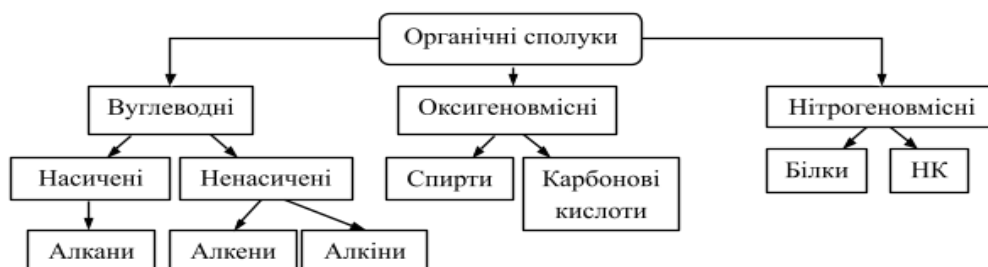 Органічні сполуки
Вуглеводні
Оксигеновмісні
Нітрогеновмісні
Насичені
Ненасичені
Спирти
Карбонові
кислоти
Білки
НК
Алкани
Алкени
Алкіни